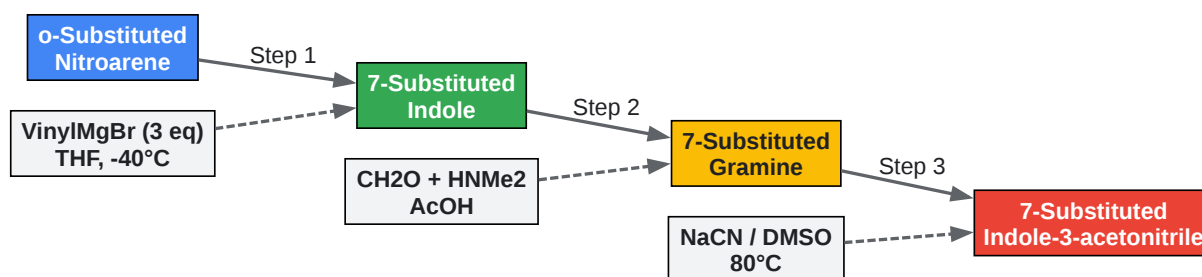 o-Substituted
Nitroarene
Step 1
VinylMgBr (3 eq)
THF, -40°C
7-Substituted
Indole
Step 2
CH2O + HNMe2
AcOH
7-Substituted
Gramine
Step 3
NaCN / DMSO
80°C
7-Substituted
Indole-3-acetonitrile